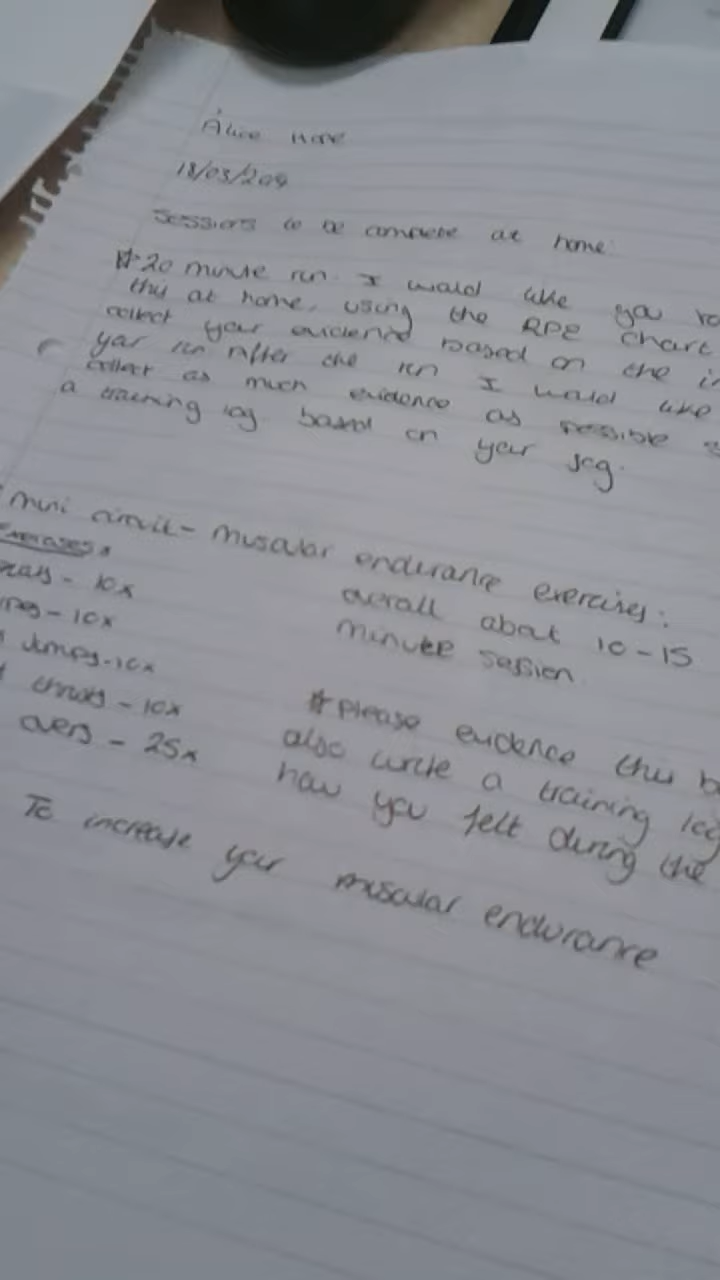 18/03/204
Sessions to be complete at home
20 minute run. I would like you
this at home, using the RPE chart
collect your evidence based on the
your run After the run I would like
collect as much evidence as possible
a training log based on your jog.
Mini circuit - Muscular endurance exercises:
Exercises
- 10x
overall about 10-15
- 10x
minute session
Jumps - 10x
thrusts - 10x
*please evidence this
overs - 25x
also write a training log
how you felt during the
To increase your muscular endurance